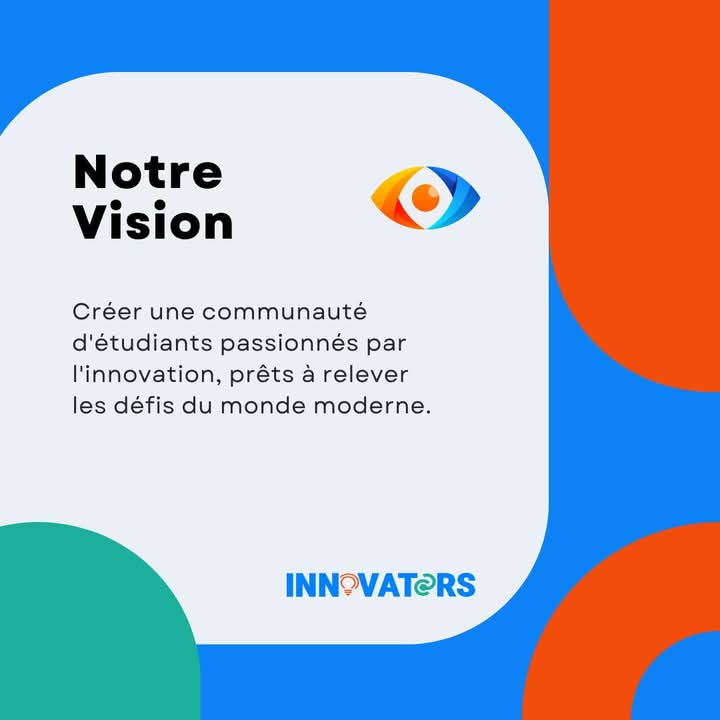 Notre
Vision
Créer une communauté
d'étudiants passionnés par
l'innovation, prêts à relever
les défis du monde moderne.
INNOVATORS